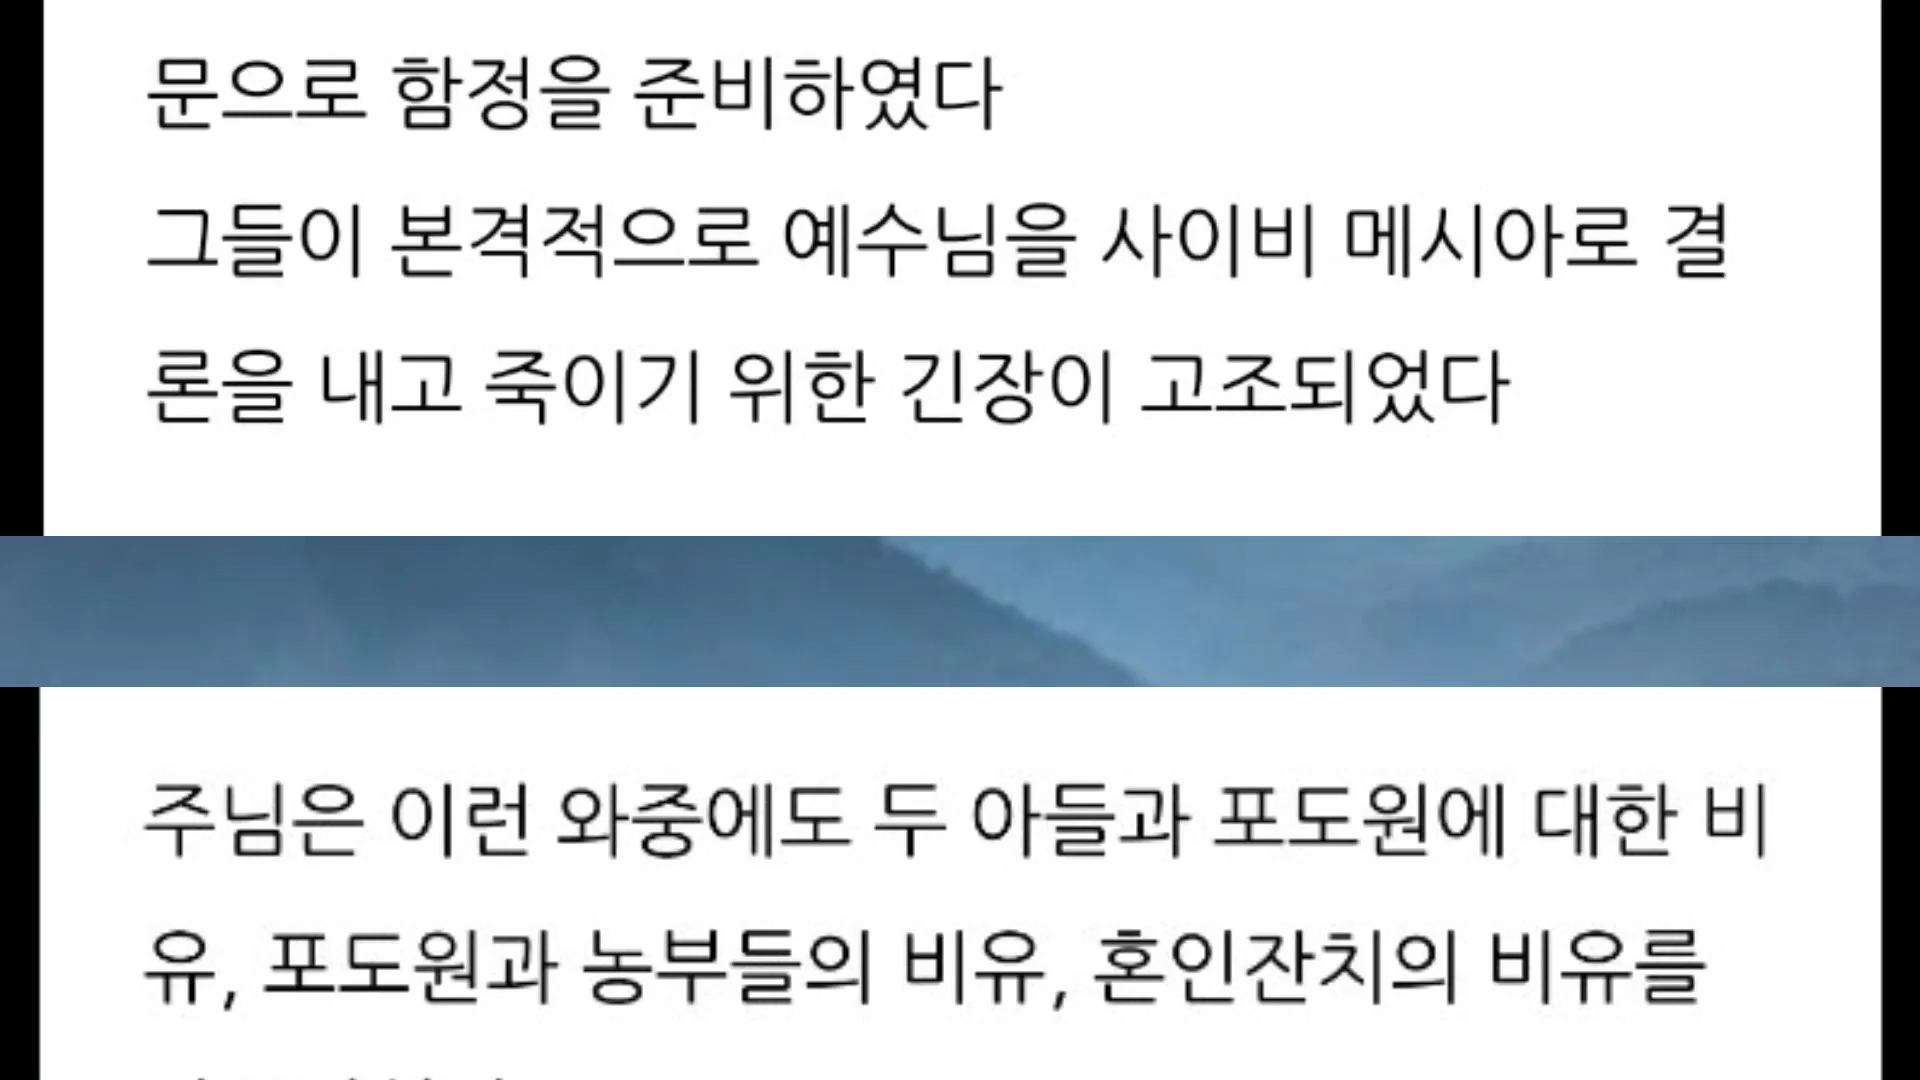 문으로 함정을 준비하였다
그들이 본격적으로 예수님을 사이비 메시아로 결
론을 내고 죽이기 위한 긴장이 고조되었다
주님은 이런 와중에도 두 아들과 포도원에 대한 비
유, 포도원과 농부들의 비유, 혼인잔치의 비유를